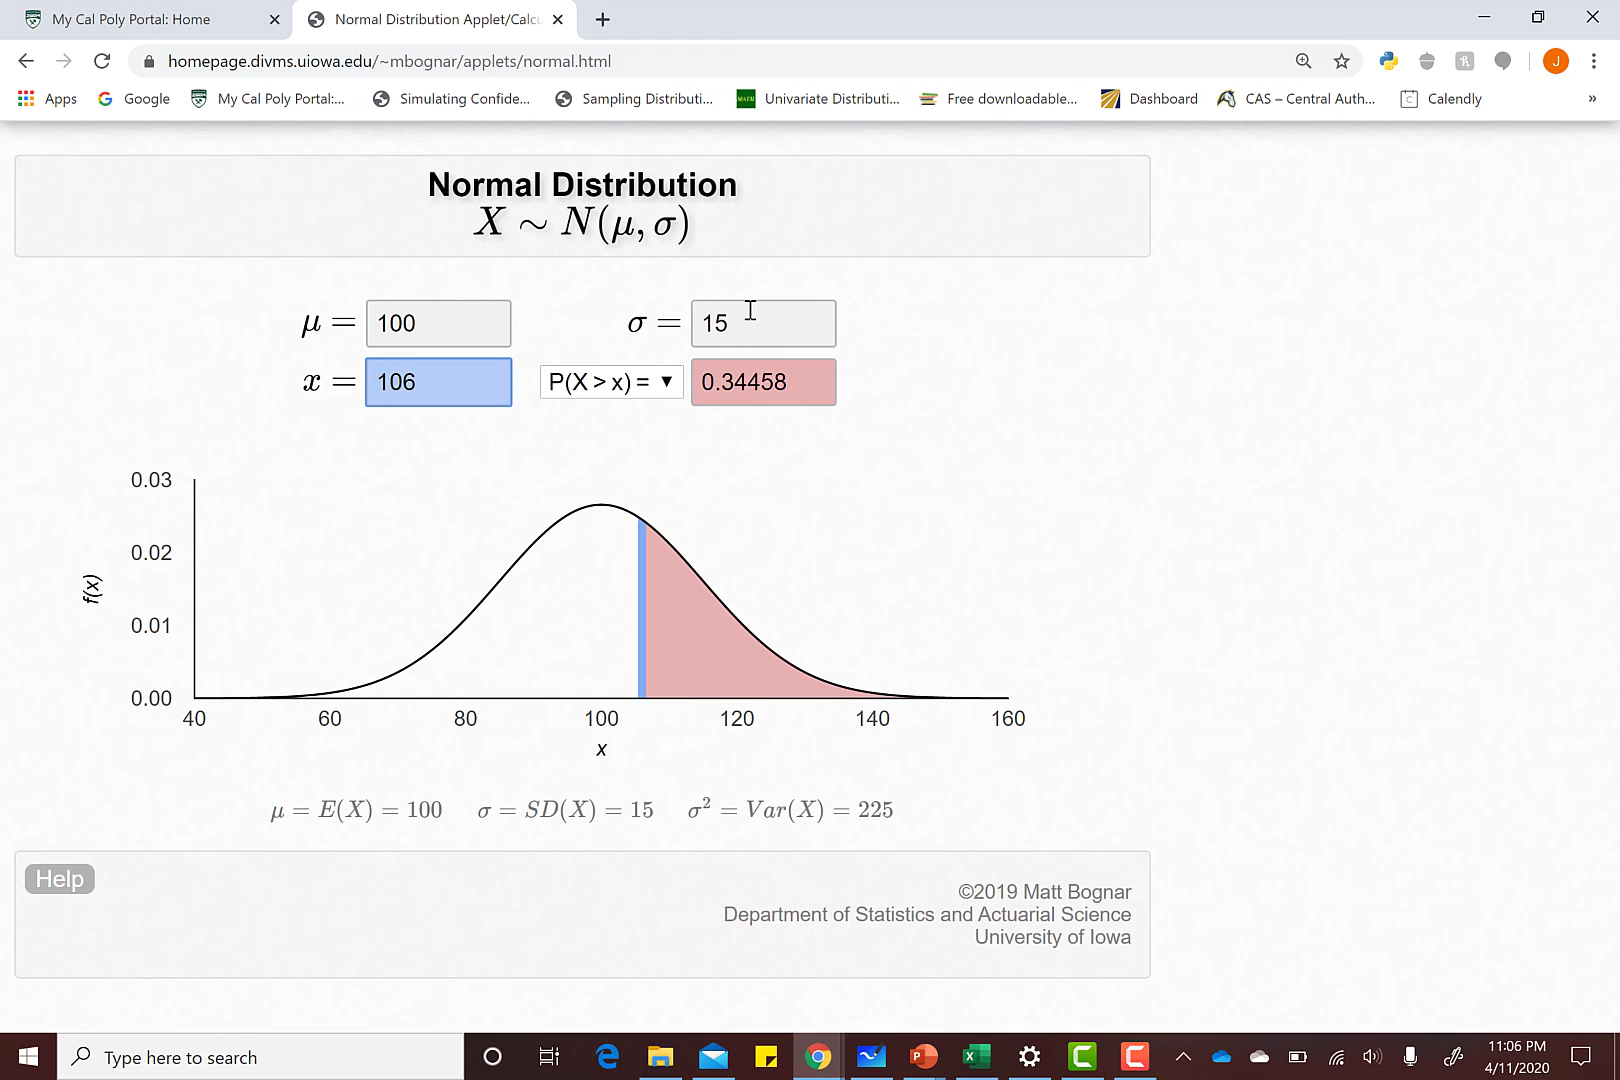 My Cal Poly Portal: Home
Normal Distribution Applet/Calcu
homepage.divms.uiowa.edu/~mbognar/applets/normal.html
J
Apps
Google
My Cal Poly Portal:...
Simulating Confide...
Sampling Distributi...
MATH
Univariate Distributi...
Free downloadable...
Dashboard
CAS – Central Auth...
Calendly
»
Normal Distribution
X ~ N(μ, σ)
μ = 100
σ = 15
x = 106
P(X > x) = ▼ 0.34458
0.03
0.02
0.01
0.00
f(x)
40 60 80 100 120 140 160
x
μ = E(X) = 100 σ = SD(X) = 15 σ² = Var(X) = 225
Help
©2019 Matt Bognar
Department of Statistics and Actuarial Science
University of Iowa
Type here to search
11:06 PM
4/11/2020